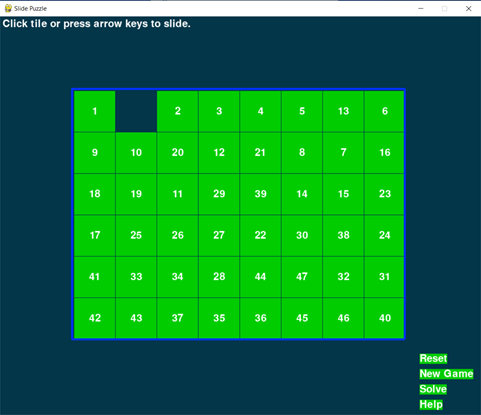 Slide Puzzle
Click tile or press arrow keys to slide.
1 2 3 4 5 13 6
9 10 20 12 21 8 7 16
18 19 11 29 39 14 15 23
17 25 26 27 22 30 38 24
41 33 34 28 44 47 32 31
42 43 37 35 36 45 46 40
Reset
New Game
Solve
Help